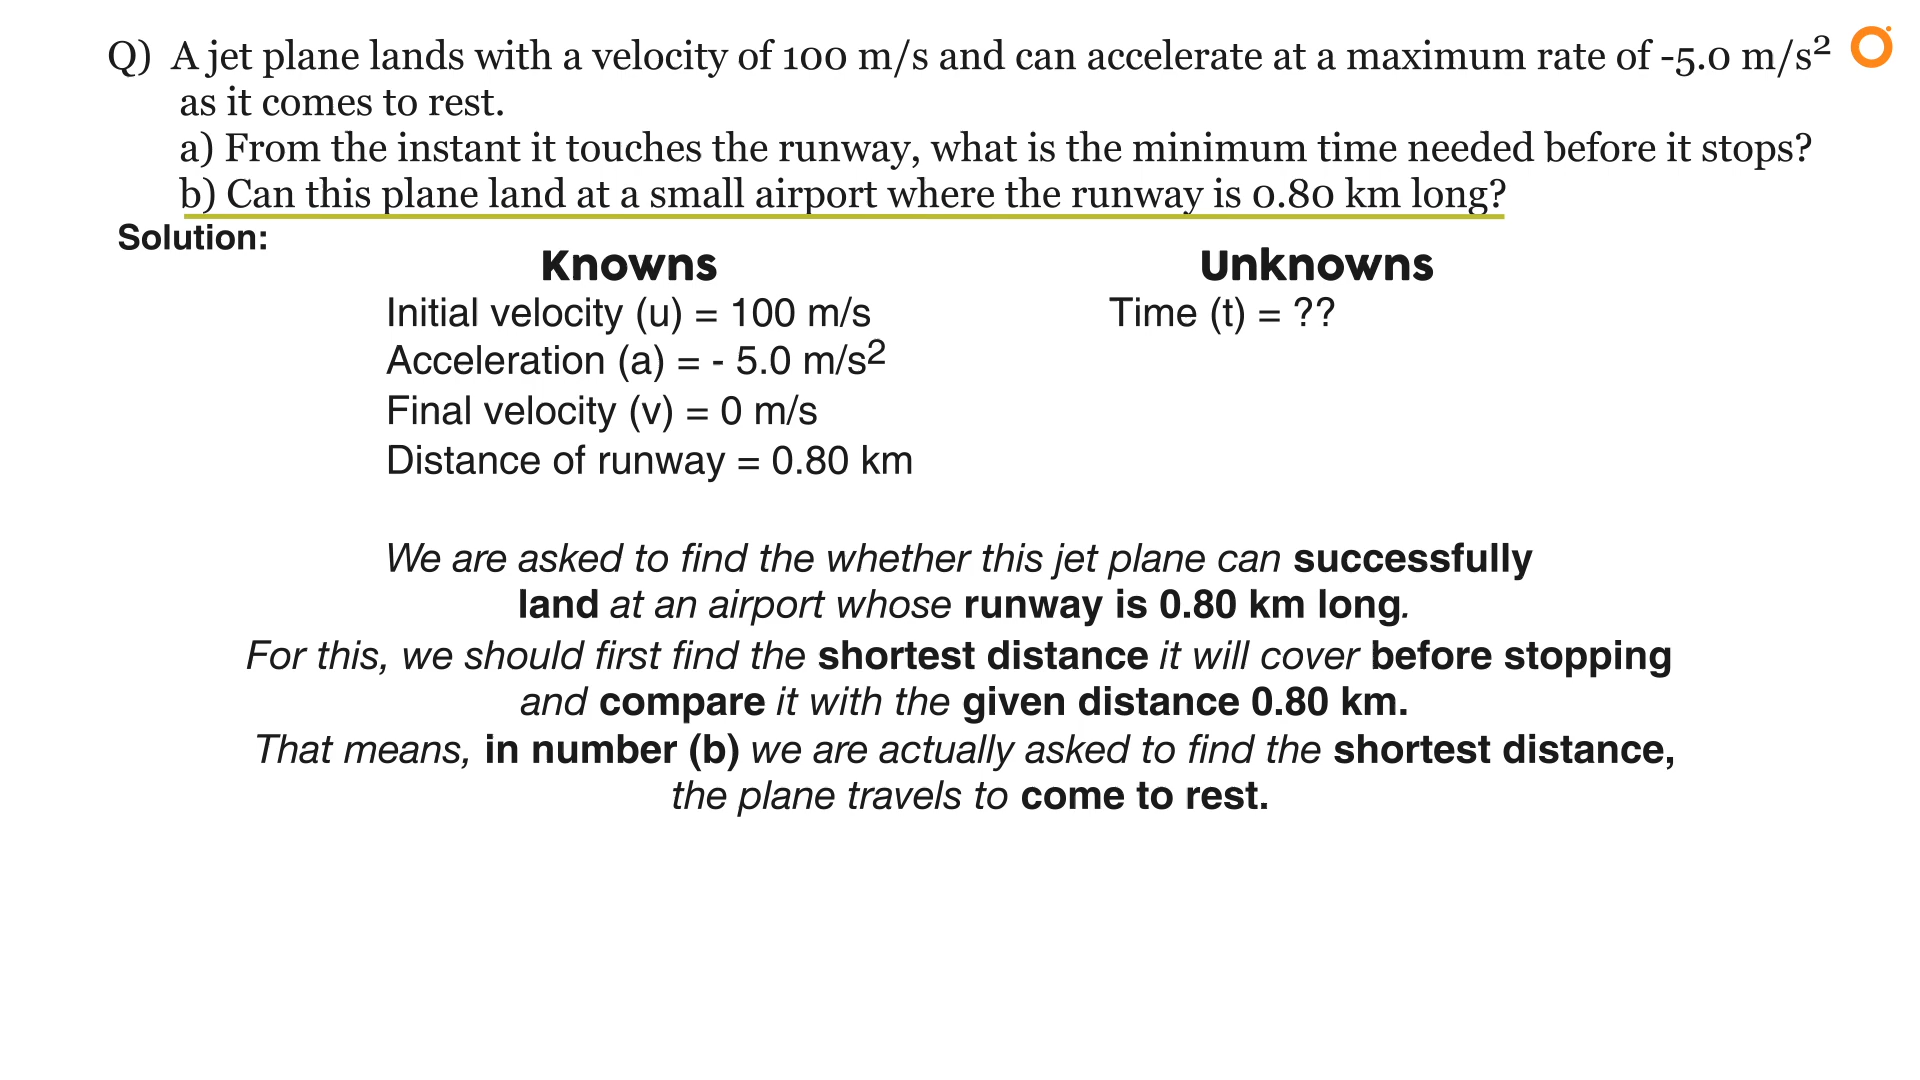 Q) A jet plane lands with a velocity of 100 m/s and can accelerate at a maximum rate of -5.0 m/s²
as it comes to rest.
a) From the instant it touches the runway, what is the minimum time needed before it stops?
b) Can this plane land at a small airport where the runway is 0.80 km long?
Solution:
Knowns
Unknowns
Initial velocity (u) = 100 m/s
Time (t) = ??
Acceleration (a) = - 5.0 m/s²
Final velocity (v) = 0 m/s
Distance of runway = 0.80 km
We are asked to find the whether this jet plane can successfully
land at an airport whose runway is 0.80 km long.
For this, we should first find the shortest distance it will cover before stopping
and compare it with the given distance 0.80 km.
That means, in number (b) we are actually asked to find the shortest distance,
the plane travels to come to rest.